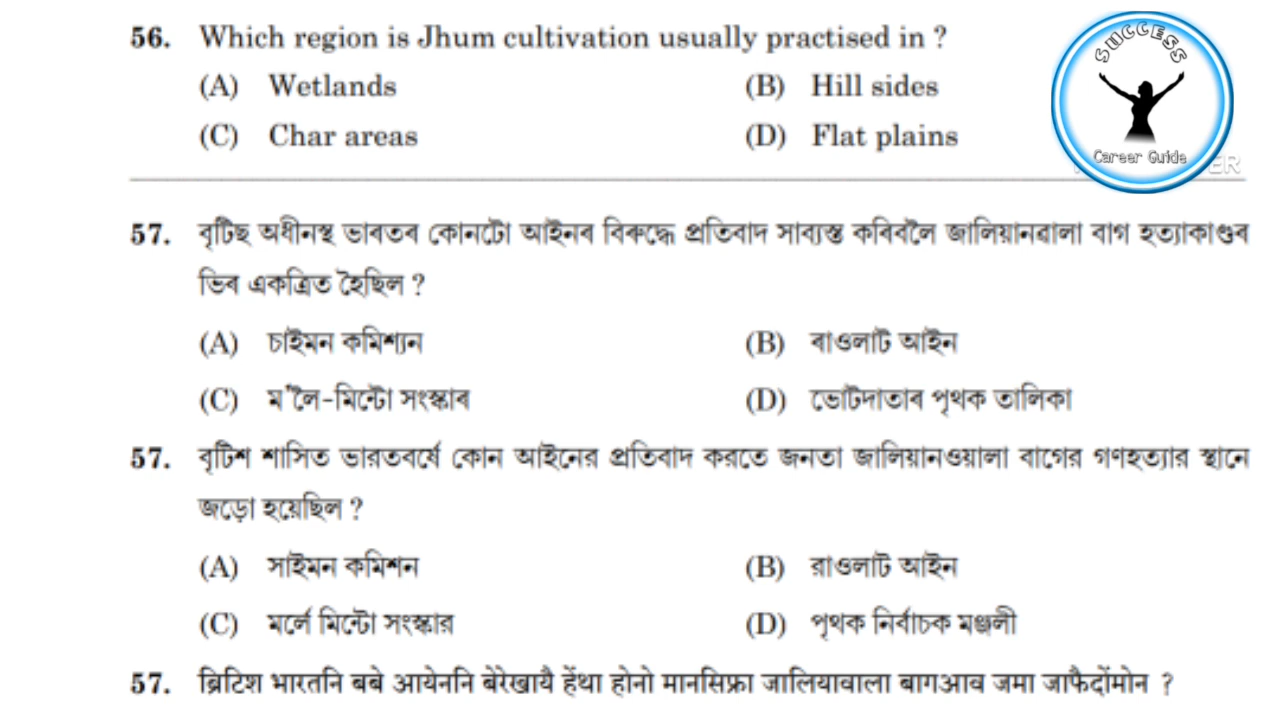 56. Which region is Jhum cultivation usually practised in ?
(A) Wetlands (B) Hill sides
(C) Char areas (D) Flat plains
SUCCESS
Career Guide
57. বৃটিছ অধীনস্থ ভাৰতৰ কোনটো আইনৰ বিৰুদ্ধে প্ৰতিবাদ সাব্যস্ত কৰিবলৈ জালিয়ানৱালা বাগ হত্যাকাণ্ডৰ
ভিৰ একত্ৰিত হৈছিল ?
(A) চাইমন কমিশ্যন (B) ৰাওলাট আইন
(C) ম'ৰ্লে-মিন্টো সংস্কাৰ (D) ভোটদাতাৰ পৃথক তালিকা
57. বৃটিশ শাসিত ভারতবর্ষে কোন আইনের প্রতিবাদ করতে জনতা জালিয়ানওয়ালা বাগের গণহত্যার স্থানে
জড়ো হয়েছিল ?
(A) সাইমন কমিশন (B) রাওলাট আইন
(C) মর্লে মিন্টো সংস্কার (D) পৃথক নির্বাচক মণ্ডলী
57. ब्रिटिश भारतनि बबे आयेननि बेरेखायै हेंथा होनो मानसिफ्रा जालियावाला बागआव जमा जाफैदोंमोन ?